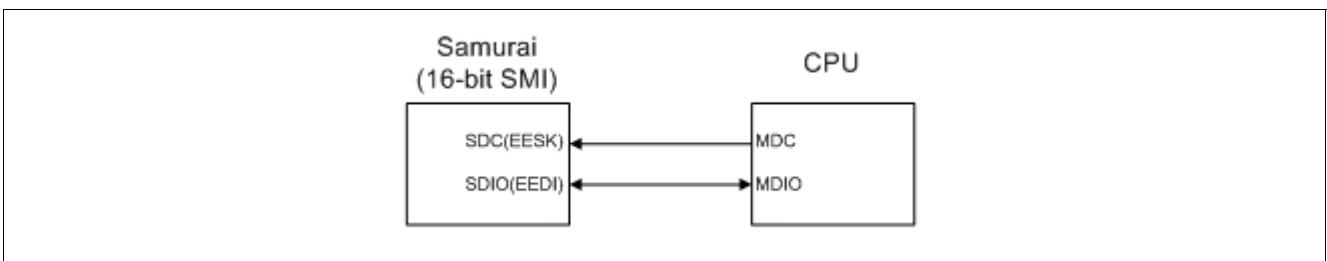 Samurai
(16-bit SMI)
CPU
SDC(EESK)
MDC
SDIO(EEDI)
MDIO